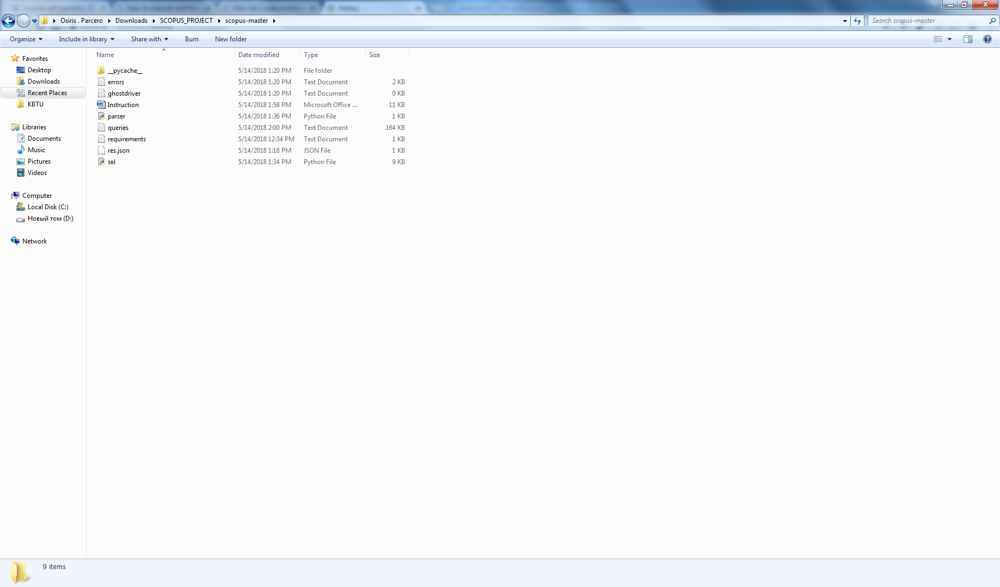 Osiris . Parcero Downloads SCOPUS_PROJECT scopus-master Search scopus-master
Organize Include in library Share with Burn New folder
Favorites
Desktop
Downloads
Recent Places
KBTU
Libraries
Documents
Music
Pictures
Videos
Computer
Local Disk (C:)
Новый том (D:)
Network
Name Date modified Type Size
__pycache__ 5/14/2018 1:20 PM File folder
errors 5/14/2018 1:20 PM Text Document 2 KB
ghostdriver 5/14/2018 1:20 PM Text Document 0 KB
Instruction 5/14/2018 1:58 PM Microsoft Office ... 11 KB
parser 5/14/2018 1:36 PM Python File 1 KB
queries 5/14/2018 2:00 PM Text Document 164 KB
requirements 5/14/2018 12:34 PM Text Document 1 KB
res.json 5/14/2018 1:18 PM JSON File 1 KB
sel 5/14/2018 1:34 PM Python File 9 KB
9 items